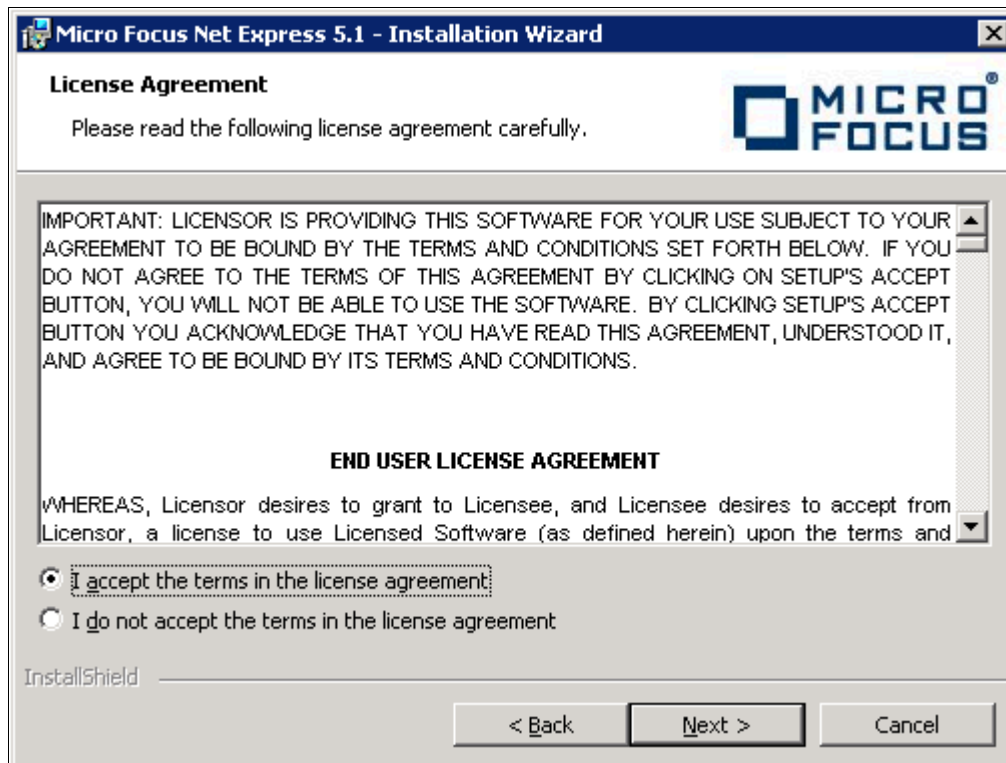 Micro Focus Net Express 5.1 - Installation Wizard
License Agreement
Please read the following license agreement carefully.
MICRO
FOCUS
®
IMPORTANT: LICENSOR IS PROVIDING THIS SOFTWARE FOR YOUR USE SUBJECT TO YOUR
AGREEMENT TO BE BOUND BY THE TERMS AND CONDITIONS SET FORTH BELOW. IF YOU
DO NOT AGREE TO THE TERMS OF THIS AGREEMENT BY CLICKING ON SETUP'S ACCEPT
BUTTON, YOU WILL NOT BE ABLE TO USE THE SOFTWARE. BY CLICKING SETUP'S ACCEPT
BUTTON YOU ACKNOWLEDGE THAT YOU HAVE READ THIS AGREEMENT, UNDERSTOOD IT,
AND AGREE TO BE BOUND BY ITS TERMS AND CONDITIONS.
END USER LICENSE AGREEMENT
WHEREAS, Licensor desires to grant to Licensee, and Licensee desires to accept from
Licensor, a license to use Licensed Software (as defined herein) upon the terms and
I accept the terms in the license agreement
I do not accept the terms in the license agreement
InstallShield
< Back
Next >
Cancel